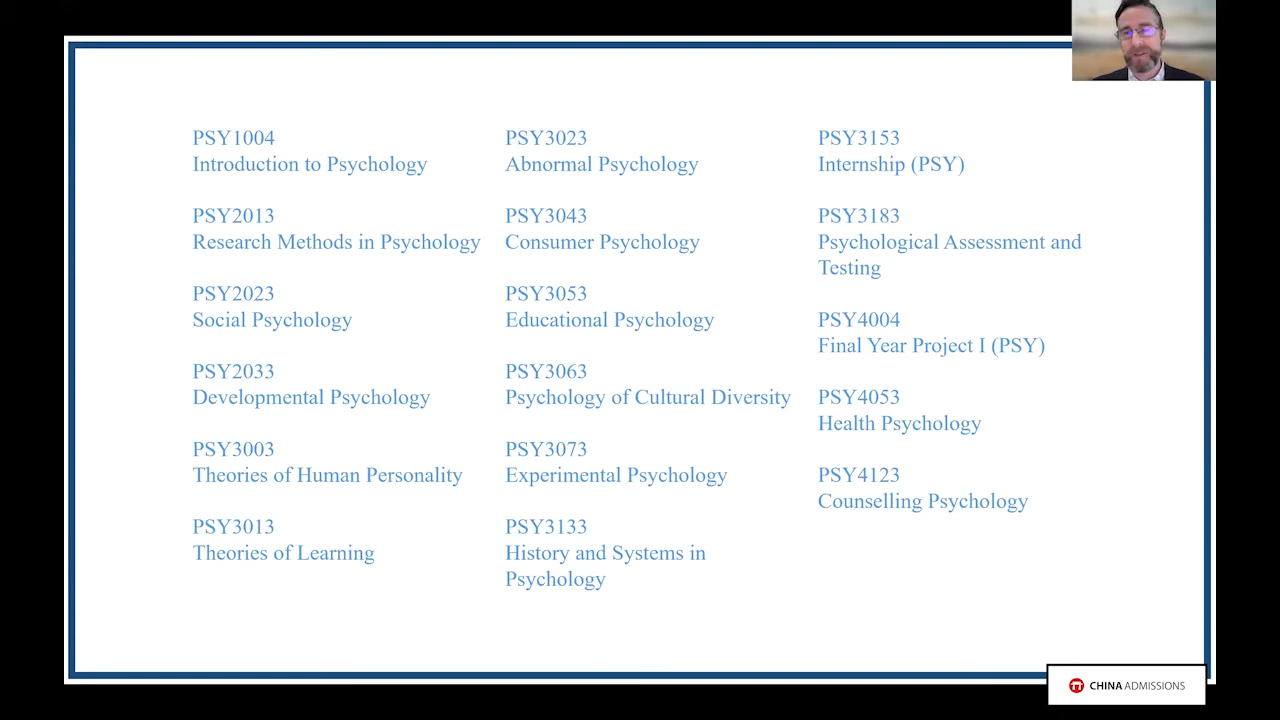 PSY1004
Introduction to Psychology
PSY2013
Research Methods in Psychology
PSY2023
Social Psychology
PSY2033
Developmental Psychology
PSY3003
Theories of Human Personality
PSY3013
Theories of Learning
PSY3023
Abnormal Psychology
PSY3043
Consumer Psychology
PSY3053
Educational Psychology
PSY3063
Psychology of Cultural Diversity
PSY3073
Experimental Psychology
PSY3133
History and Systems in
Psychology
PSY3153
Internship (PSY)
PSY3183
Psychological Assessment and
Testing
PSY4004
Final Year Project I (PSY)
PSY4053
Health Psychology
PSY4123
Counselling Psychology
CHINA ADMISSIONS